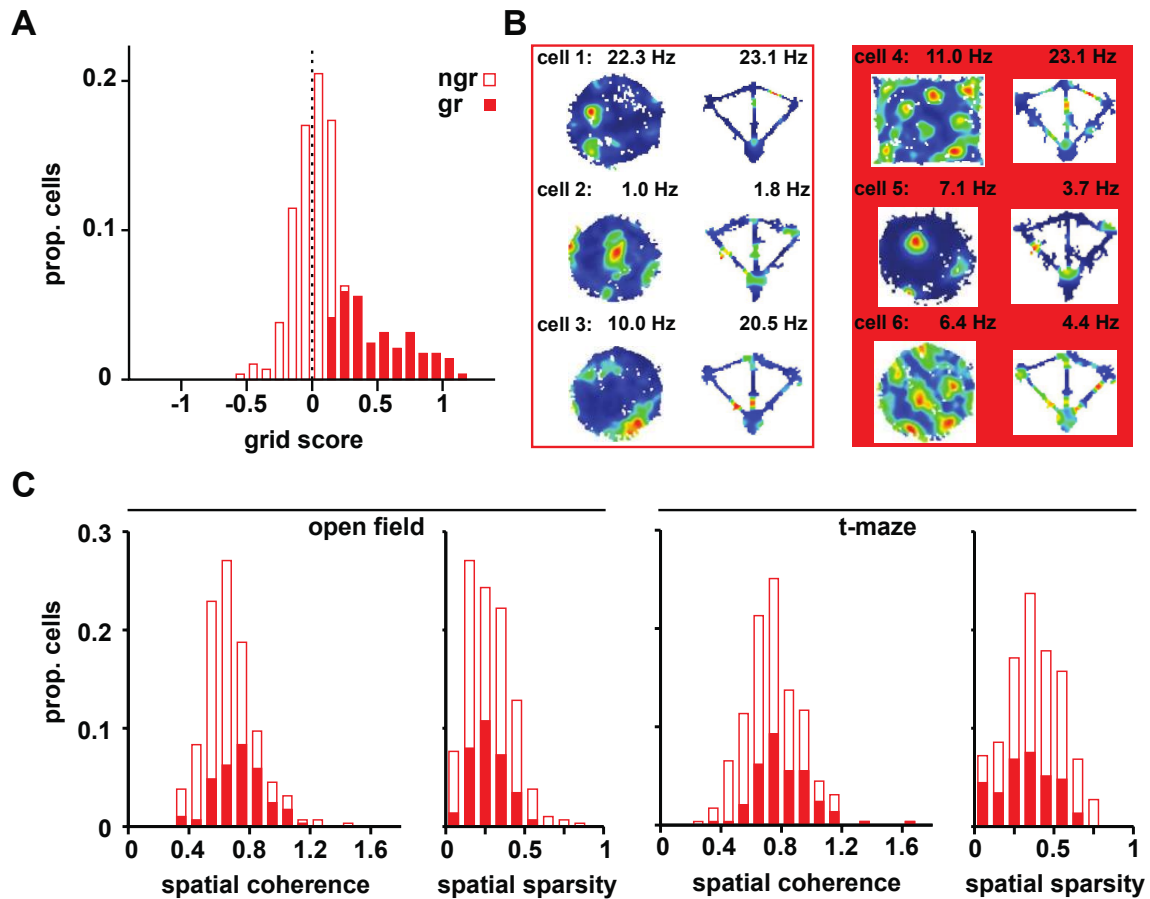 A
prop. cells
0.2
0.1
0
-1 -0.5 0 0.5 1
grid score
ngr
gr
B
cell 1: 22.3 Hz 23.1 Hz
cell 2: 1.0 Hz 1.8 Hz
cell 3: 10.0 Hz 20.5 Hz
cell 4: 11.0 Hz 23.1 Hz
cell 5: 7.1 Hz 3.7 Hz
cell 6: 6.4 Hz 4.4 Hz
C
open field
t-maze
prop. cells
0.3
0.2
0.1
0
0 0.4 0.8 1.2 1.6
spatial coherence
0 0.5 1
spatial sparsity
0 0.4 0.8 1.2 1.6
spatial coherence
0 0.5 1
spatial sparsity